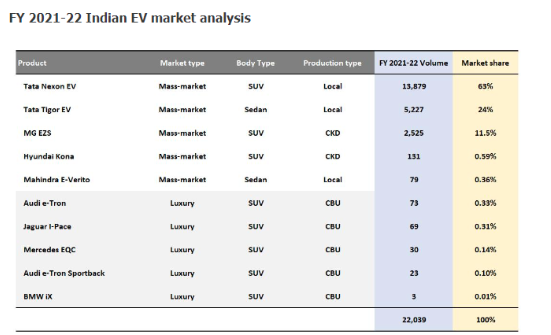 FY 2021-22 Indian EV market analysis
Product Market type Body Type Production type FY 2021-22 Volume Market share
Tata Nexon EV Mass-market SUV Local 13,879 63%
Tata Tigor EV Mass-market Sedan Local 5,227 24%
MG EZS Mass-market SUV CKD 2,525 11.5%
Hyundai Kona Mass-market SUV CKD 131 0.59%
Mahindra E-Verito Mass-market Sedan Local 79 0.36%
Audi e-Tron Luxury SUV CBU 73 0.33%
Jaguar I-Pace Luxury SUV CBU 69 0.31%
Mercedes EQC Luxury SUV CBU 30 0.14%
Audi e-Tron Sportback Luxury SUV CBU 23 0.10%
BMW iX Luxury SUV CBU 3 0.01%
22,039 100%